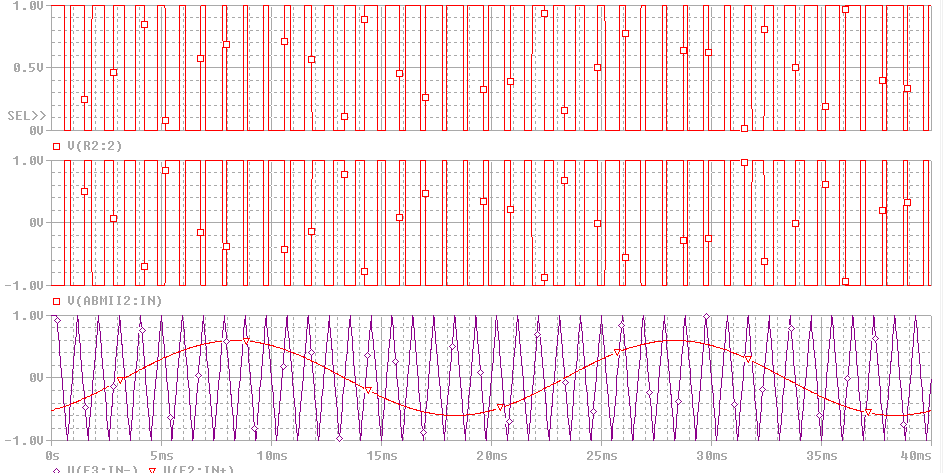 1.0V
0.5V
SEL>>
0V
V(R2:2)
1.0V
0V
-1.0V
V(ABMII2:IN)
1.0V
0V
-1.0V
0s 5ms 10ms 15ms 20ms 25ms 30ms 35ms 40ms
V(E3:IN-) V(E2:IN+)